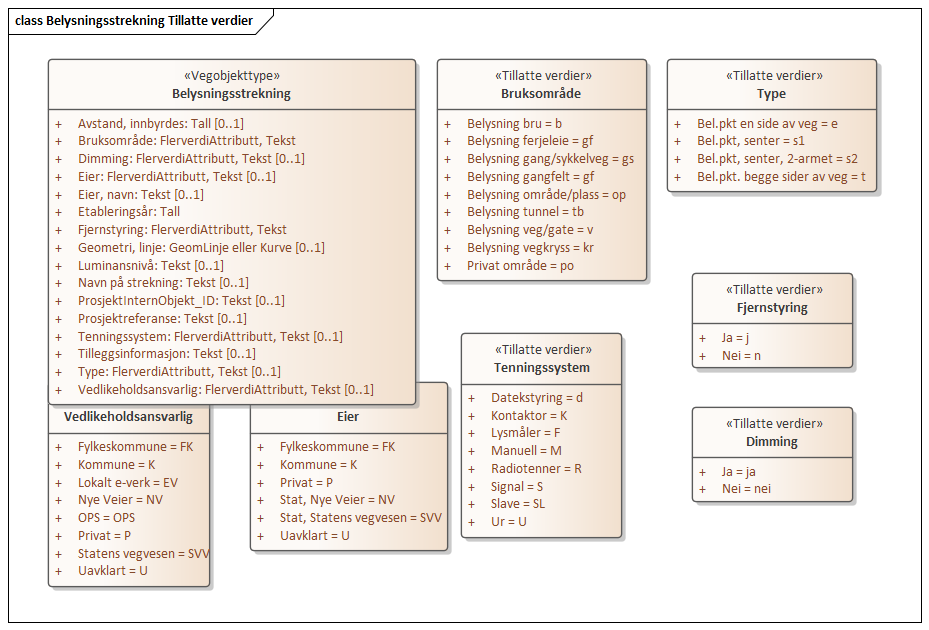 class Belysningsstrekning Tillatte verdier
«Vegobjekttype»
Belysningsstrekning
+ Avstand, innbyrdes: Tall [0..1]
+ Bruksområde: FlerverdiAttributt, Tekst
+ Dimming: FlerverdiAttributt, Tekst [0..1]
+ Eier: FlerverdiAttributt, Tekst [0..1]
+ Eier, navn: Tekst [0..1]
+ Etableringsår: Tall
+ Fjernstyring: FlerverdiAttributt, Tekst
+ Geometri, linje: GeomLinje eller Kurve [0..1]
+ Luminansnivå: Tekst [0..1]
+ Navn på strekning: Tekst [0..1]
+ ProsjektInternObjekt_ID: Tekst [0..1]
+ Prosjektreferanse: Tekst [0..1]
+ Tenningssystem: FlerverdiAttributt, Tekst [0..1]
+ Tilleggsinformasjon: Tekst [0..1]
+ Type: FlerverdiAttributt, Tekst [0..1]
+ Vedlikeholdsansvarlig: FlerverdiAttributt, Tekst [0..1]
«Tillatte verdier»
Bruksområde
+ Belysning bru = b
+ Belysning ferjeleie = gf
+ Belysning gang/sykkelveg = gs
+ Belysning gangfelt = gf
+ Belysning område/plass = op
+ Belysning tunnel = tb
+ Belysning veg/gate = v
+ Belysning vegkryss = kr
+ Privat område = po
«Tillatte verdier»
Type
+ Bel.pkt en side av veg = e
+ Bel.pkt, senter = s1
+ Bel.pkt, senter, 2-armet = s2
+ Bel.pkt. begge sider av veg = t
«Tillatte verdier»
Fjernstyring
+ Ja = j
+ Nei = n
«Tillatte verdier»
Tenningssystem
+ Datekstyring = d
+ Kontaktor = K
+ Lysmåler = F
+ Manuell = M
+ Radiotenner = R
+ Signal = S
+ Slave = SL
+ Ur = U
«Tillatte verdier»
Dimming
+ Ja = ja
+ Nei = nei
Vedlikeholdsansvarlig
+ Fylkeskommune = FK
+ Kommune = K
+ Lokalt e-verk = EV
+ Nye Veier = NV
+ OPS = OPS
+ Privat = P
+ Statens vegvesen = SVV
+ Uavklart = U
Eier
+ Fylkeskommune = FK
+ Kommune = K
+ Privat = P
+ Stat, Nye Veier = NV
+ Stat, Statens vegvesen = SVV
+ Uavklart = U